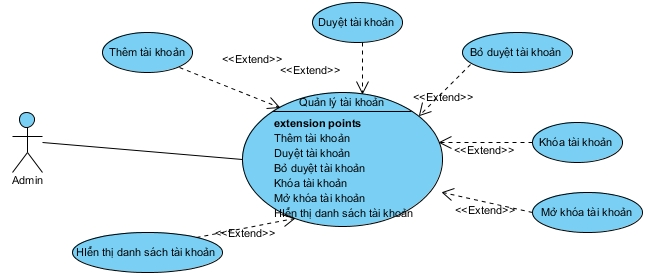 Duyệt tài khoản
Thêm tài khoản
<<Extend>>
<<Extend>>
Bỏ duyệt tài khoản
<<Extend>>
Quản lý tài khoản
extension points
Thêm tài khoản
Duyệt tài khoản
Bỏ duyệt tài khoản
Khóa tài khoản
Mở khóa tài khoản
HIển thị danh sách tài khoản
Khóa tài khoản
<<Extend>>
Admin
Mở khóa tài khoản
<<Extend>>
<<Extend>>
HIển thị danh sách tài khoản